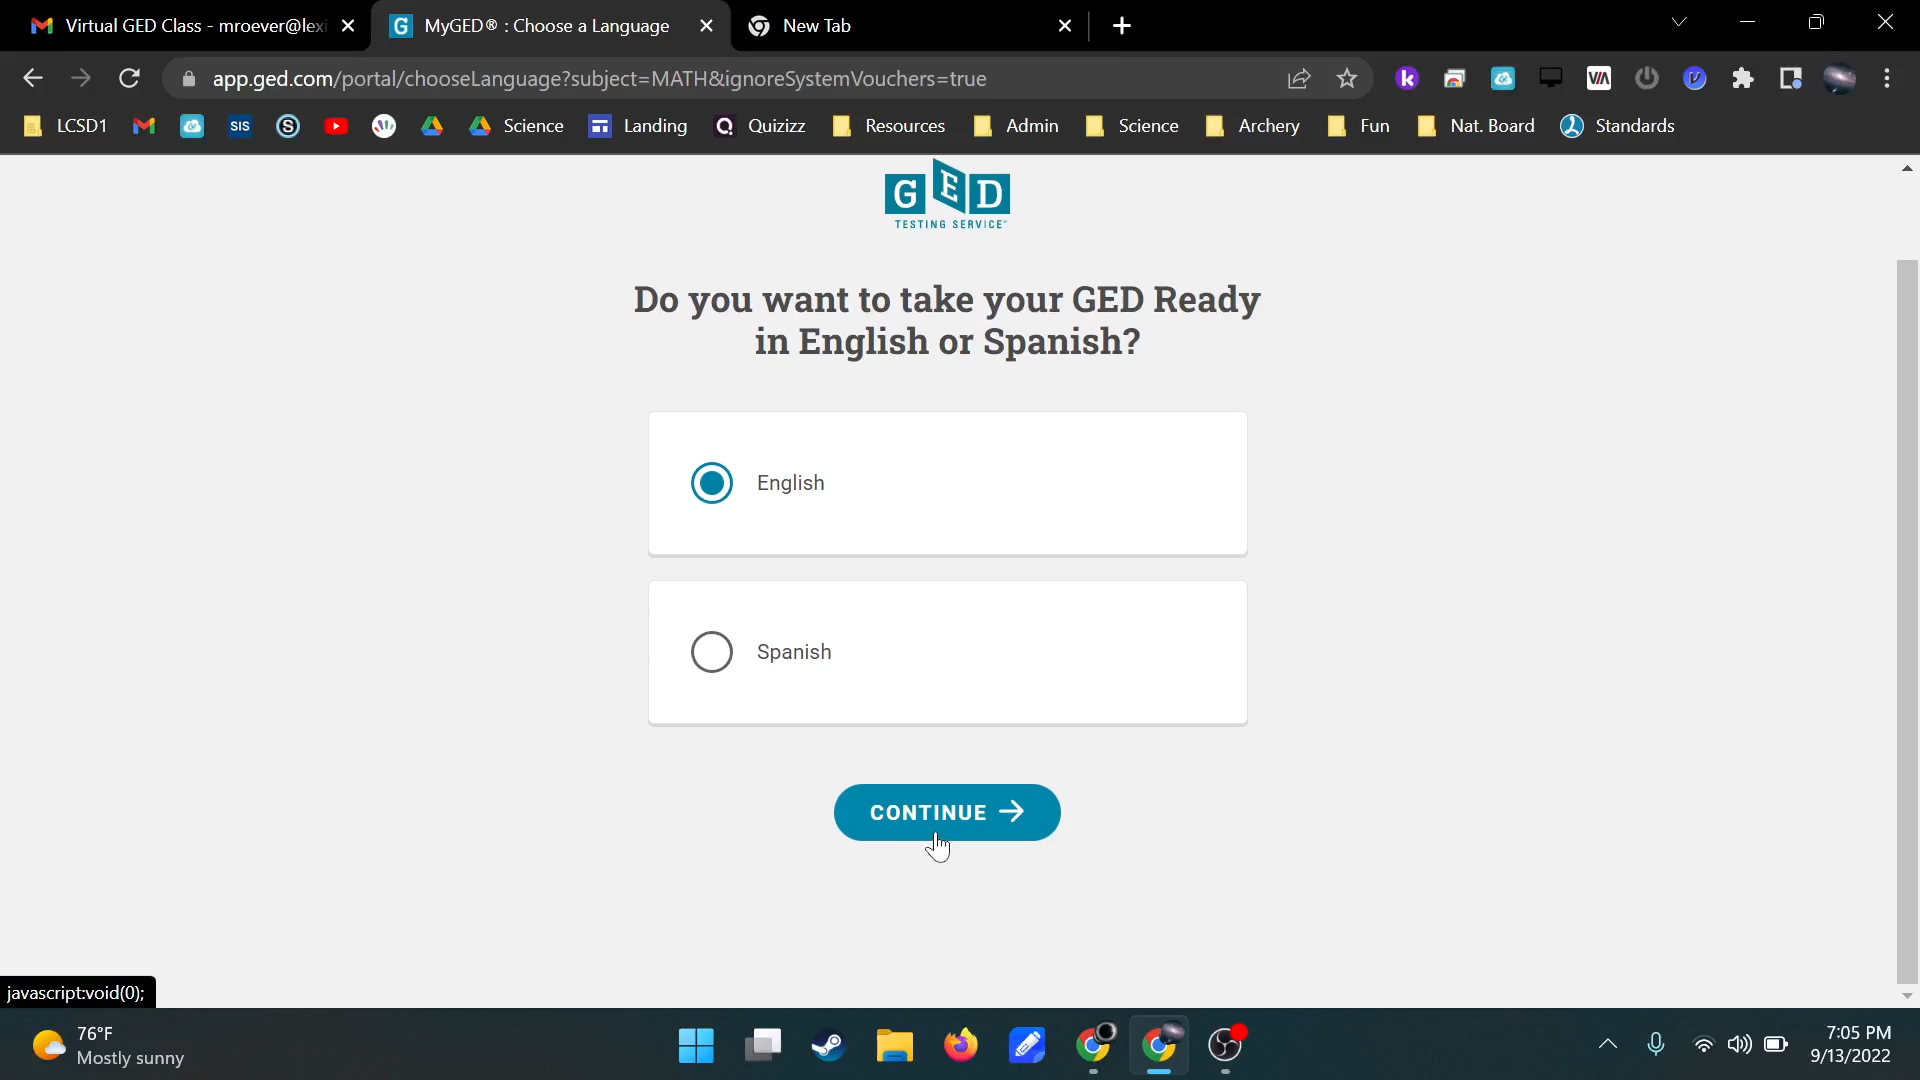 Virtual GED Class - mroever@lexi
MyGED® : Choose a Language
New Tab
app.ged.com/portal/chooseLanguage?subject=MATH&ignoreSystemVouchers=true
LCSD1
SIS
Science
Landing
Quizizz
Resources
Admin
Science
Archery
Fun
Nat. Board
Standards
GED
TESTING SERVICE
Do you want to take your GED Ready
in English or Spanish?
English
Spanish
CONTINUE →
javascript:void(0);
76°F
Mostly sunny
7:05 PM
9/13/2022